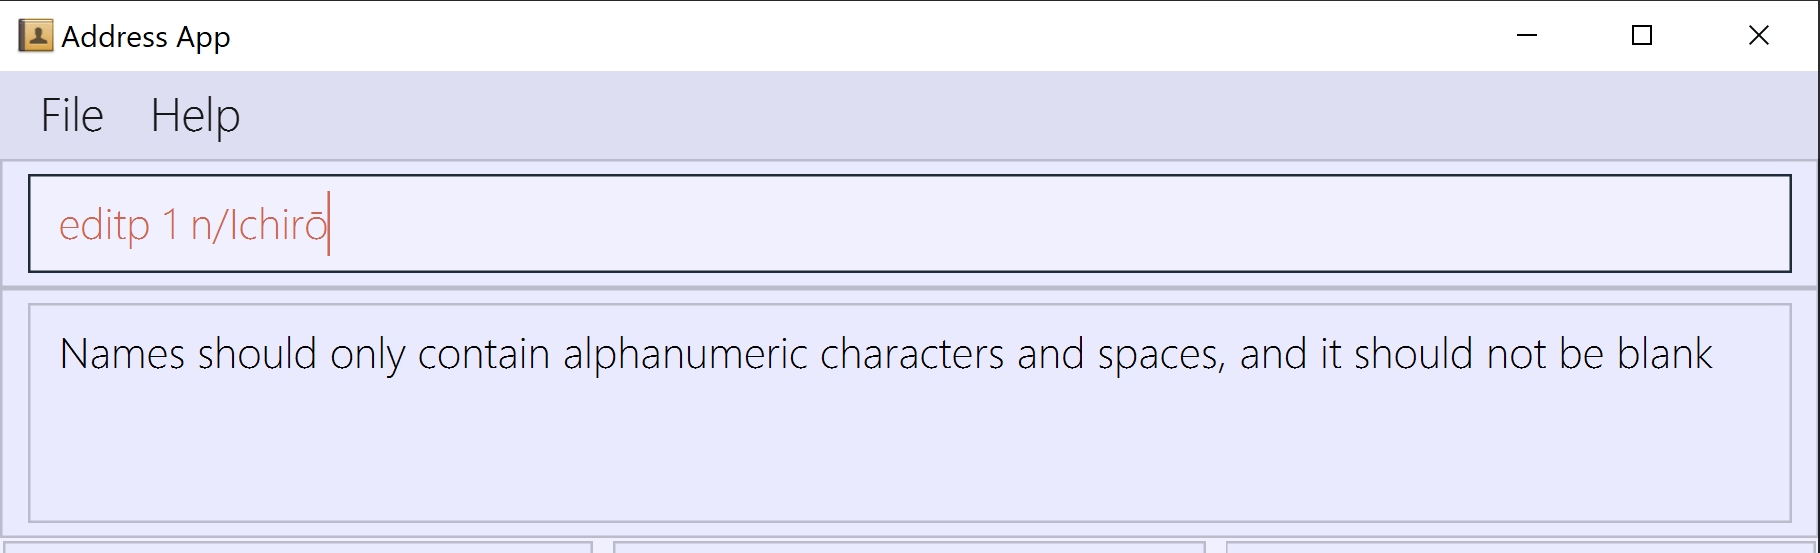 Address App
File Help
editp 1 n/Ichirō
Names should only contain alphanumeric characters and spaces, and it should not be blank